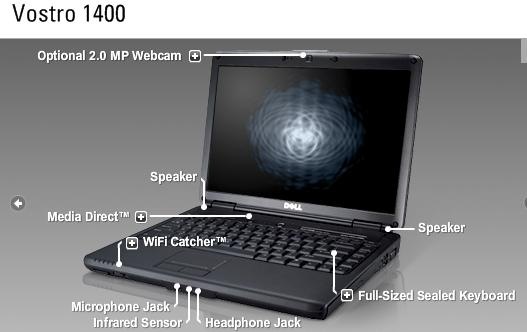 Vostro 1400
Optional 2.0 MP Webcam
Speaker
DELL
Media Direct™
Speaker
WiFi Catcher™
Full-Sized Sealed Keyboard
Microphone Jack
Infrared Sensor
Headphone Jack